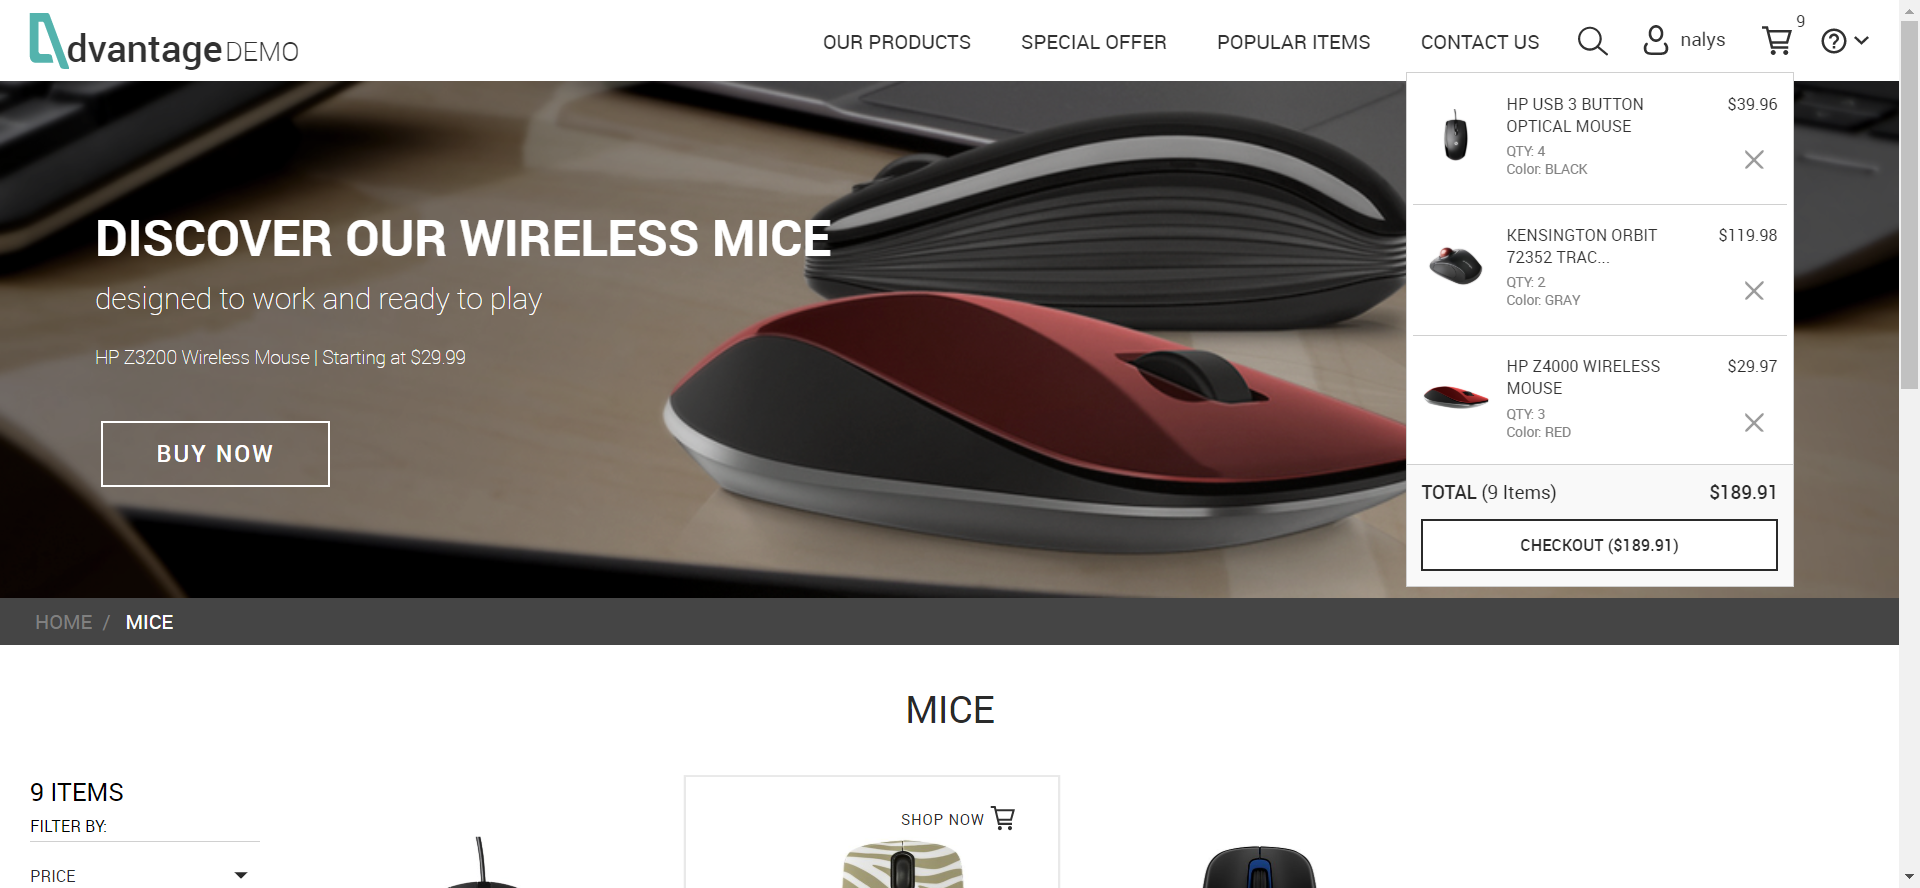 dvantage DEMO
OUR PRODUCTS
SPECIAL OFFER
POPULAR ITEMS
CONTACT US
nalys
9
HP USB 3 BUTTON
OPTICAL MOUSE
$39.96
QTY: 4
Color: BLACK
KENSINGTON ORBIT
72352 TRAC...
$119.98
QTY: 2
Color: GRAY
HP Z4000 WIRELESS
MOUSE
$29.97
QTY: 3
Color: RED
TOTAL (9 Items) $189.91
CHECKOUT ($189.91)
DISCOVER OUR WIRELESS MICE
designed to work and ready to play
HP Z3200 Wireless Mouse | Starting at $29.99
BUY NOW
HOME / MICE
MICE
9 ITEMS
FILTER BY:
PRICE
SHOP NOW